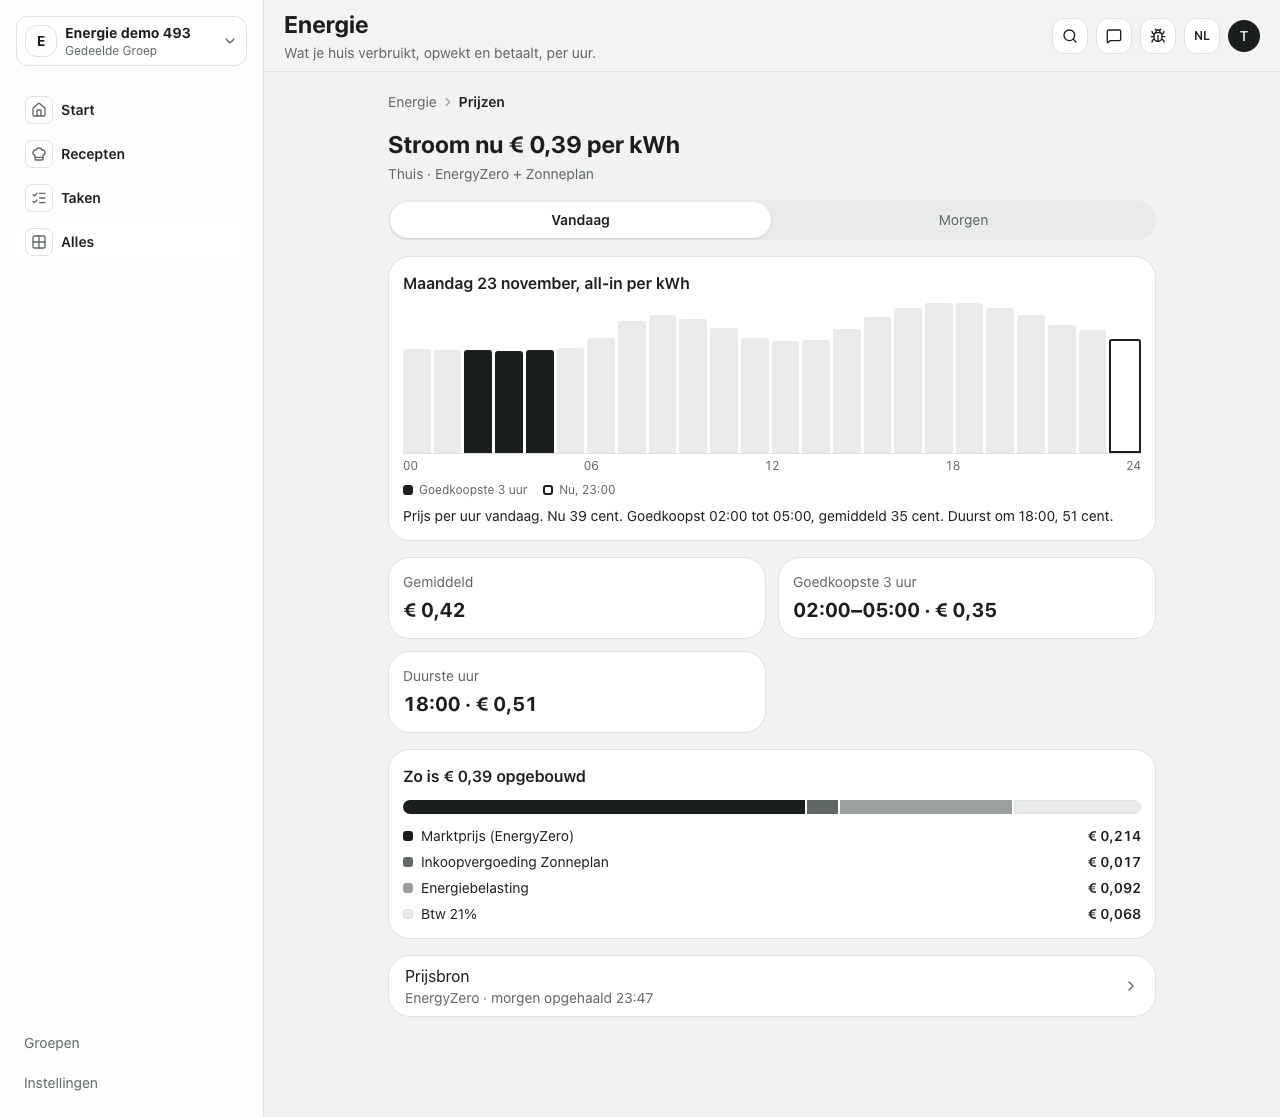 E
Energie demo 493
Gedeelde Groep
Start
Recepten
Taken
Alles
Groepen
Instellingen
Energie
Wat je huis verbruikt, opwekt en betaalt, per uur.
NL
T
Energie > Prijzen
Stroom nu € 0,39 per kWh
Thuis · EnergyZero + Zonneplan
Vandaag
Morgen
Maandag 23 november, all-in per kWh
00 06 12 18 24
Goedkoopste 3 uur
Nu, 23:00
Prijs per uur vandaag. Nu 39 cent. Goedkoopst 02:00 tot 05:00, gemiddeld 35 cent. Duurst om 18:00, 51 cent.
Gemiddeld
€ 0,42
Goedkoopste 3 uur
02:00–05:00 · € 0,35
Duurste uur
18:00 · € 0,51
Zo is € 0,39 opgebouwd
Marktprijs (EnergyZero) € 0,214
Inkoopvergoeding Zonneplan € 0,017
Energiebelasting € 0,092
Btw 21% € 0,068
Prijsbron
EnergyZero · morgen opgehaald 23:47